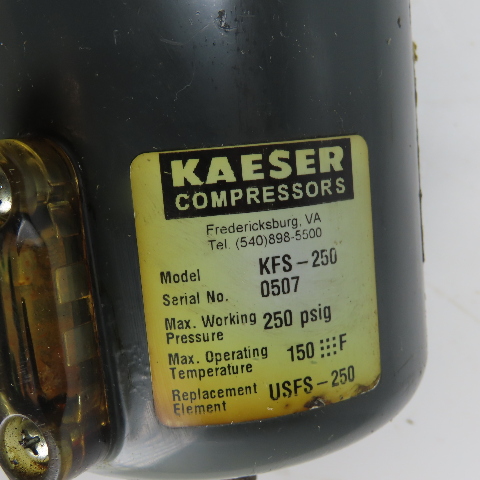 KAESER
COMPRESSORS
Fredericksburg, VA
Tel. (540)898-5500
Model KFS-250
Serial No. 0507
Max. Working Pressure 250 psig
Max. Operating Temperature 150 F
Replacement Element USFS-250